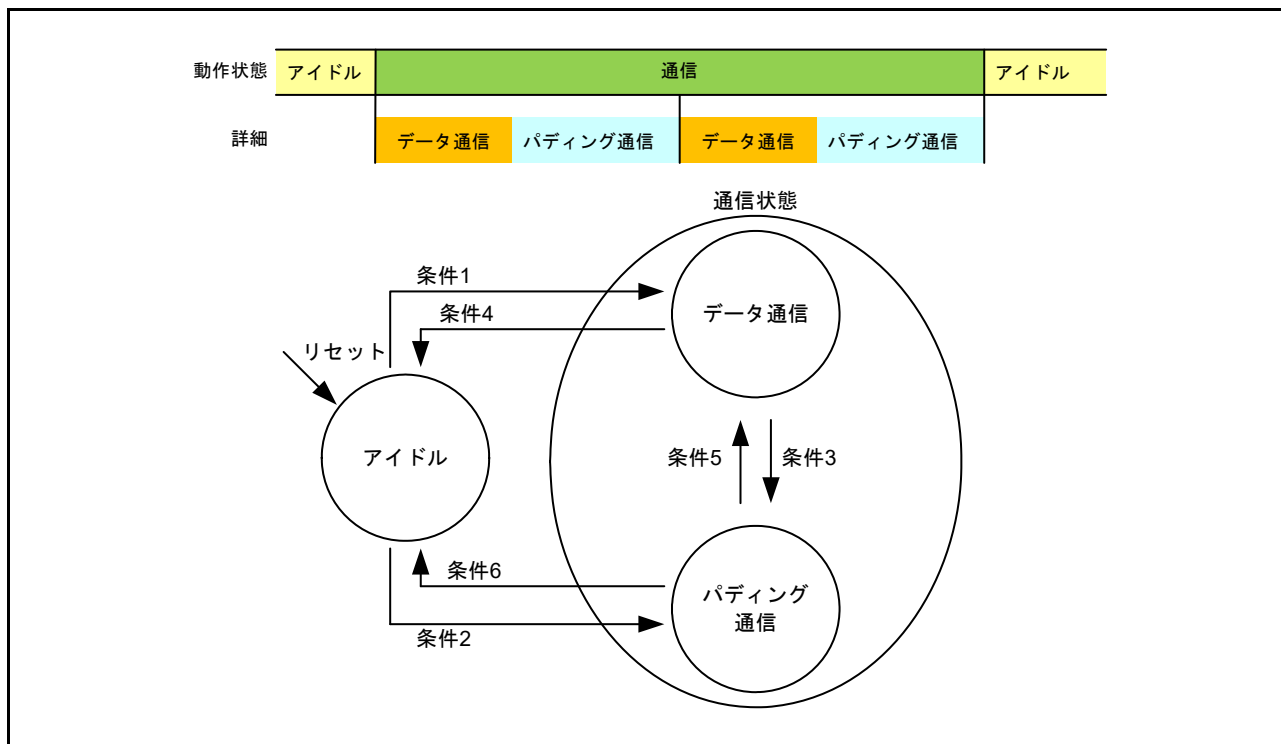 動作状態 アイドル 通信 アイドル
詳細 データ通信 パディング通信 データ通信 パディング通信
通信状態
条件1
データ通信
条件4
リセット
アイドル
条件5 条件3
条件6
パディング
通信
条件2